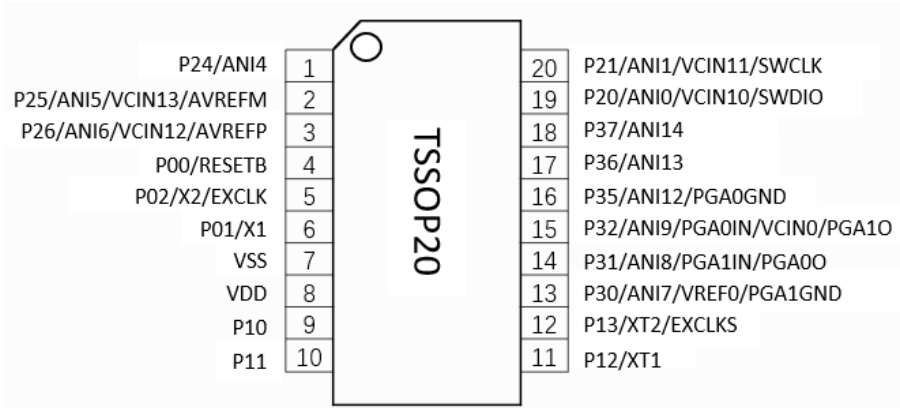 P24/ANI4 1
P25/ANI5/VCIN13/AVREFM 2
P26/ANI6/VCIN12/AVREFP 3
P00/RESETB 4
P02/X2/EXCLK 5
P01/X1 6
VSS 7
VDD 8
P10 9
P11 10
TSSOP20
20 P21/ANI1/VCIN11/SWCLK
19 P20/ANI0/VCIN10/SWDIO
18 P37/ANI14
17 P36/ANI13
16 P35/ANI12/PGA0GND
15 P32/ANI9/PGA0IN/VCIN0/PGA1O
14 P31/ANI8/PGA1IN/PGA0O
13 P30/ANI7/VREF0/PGA1GND
12 P13/XT2/EXCLKS
11 P12/XT1